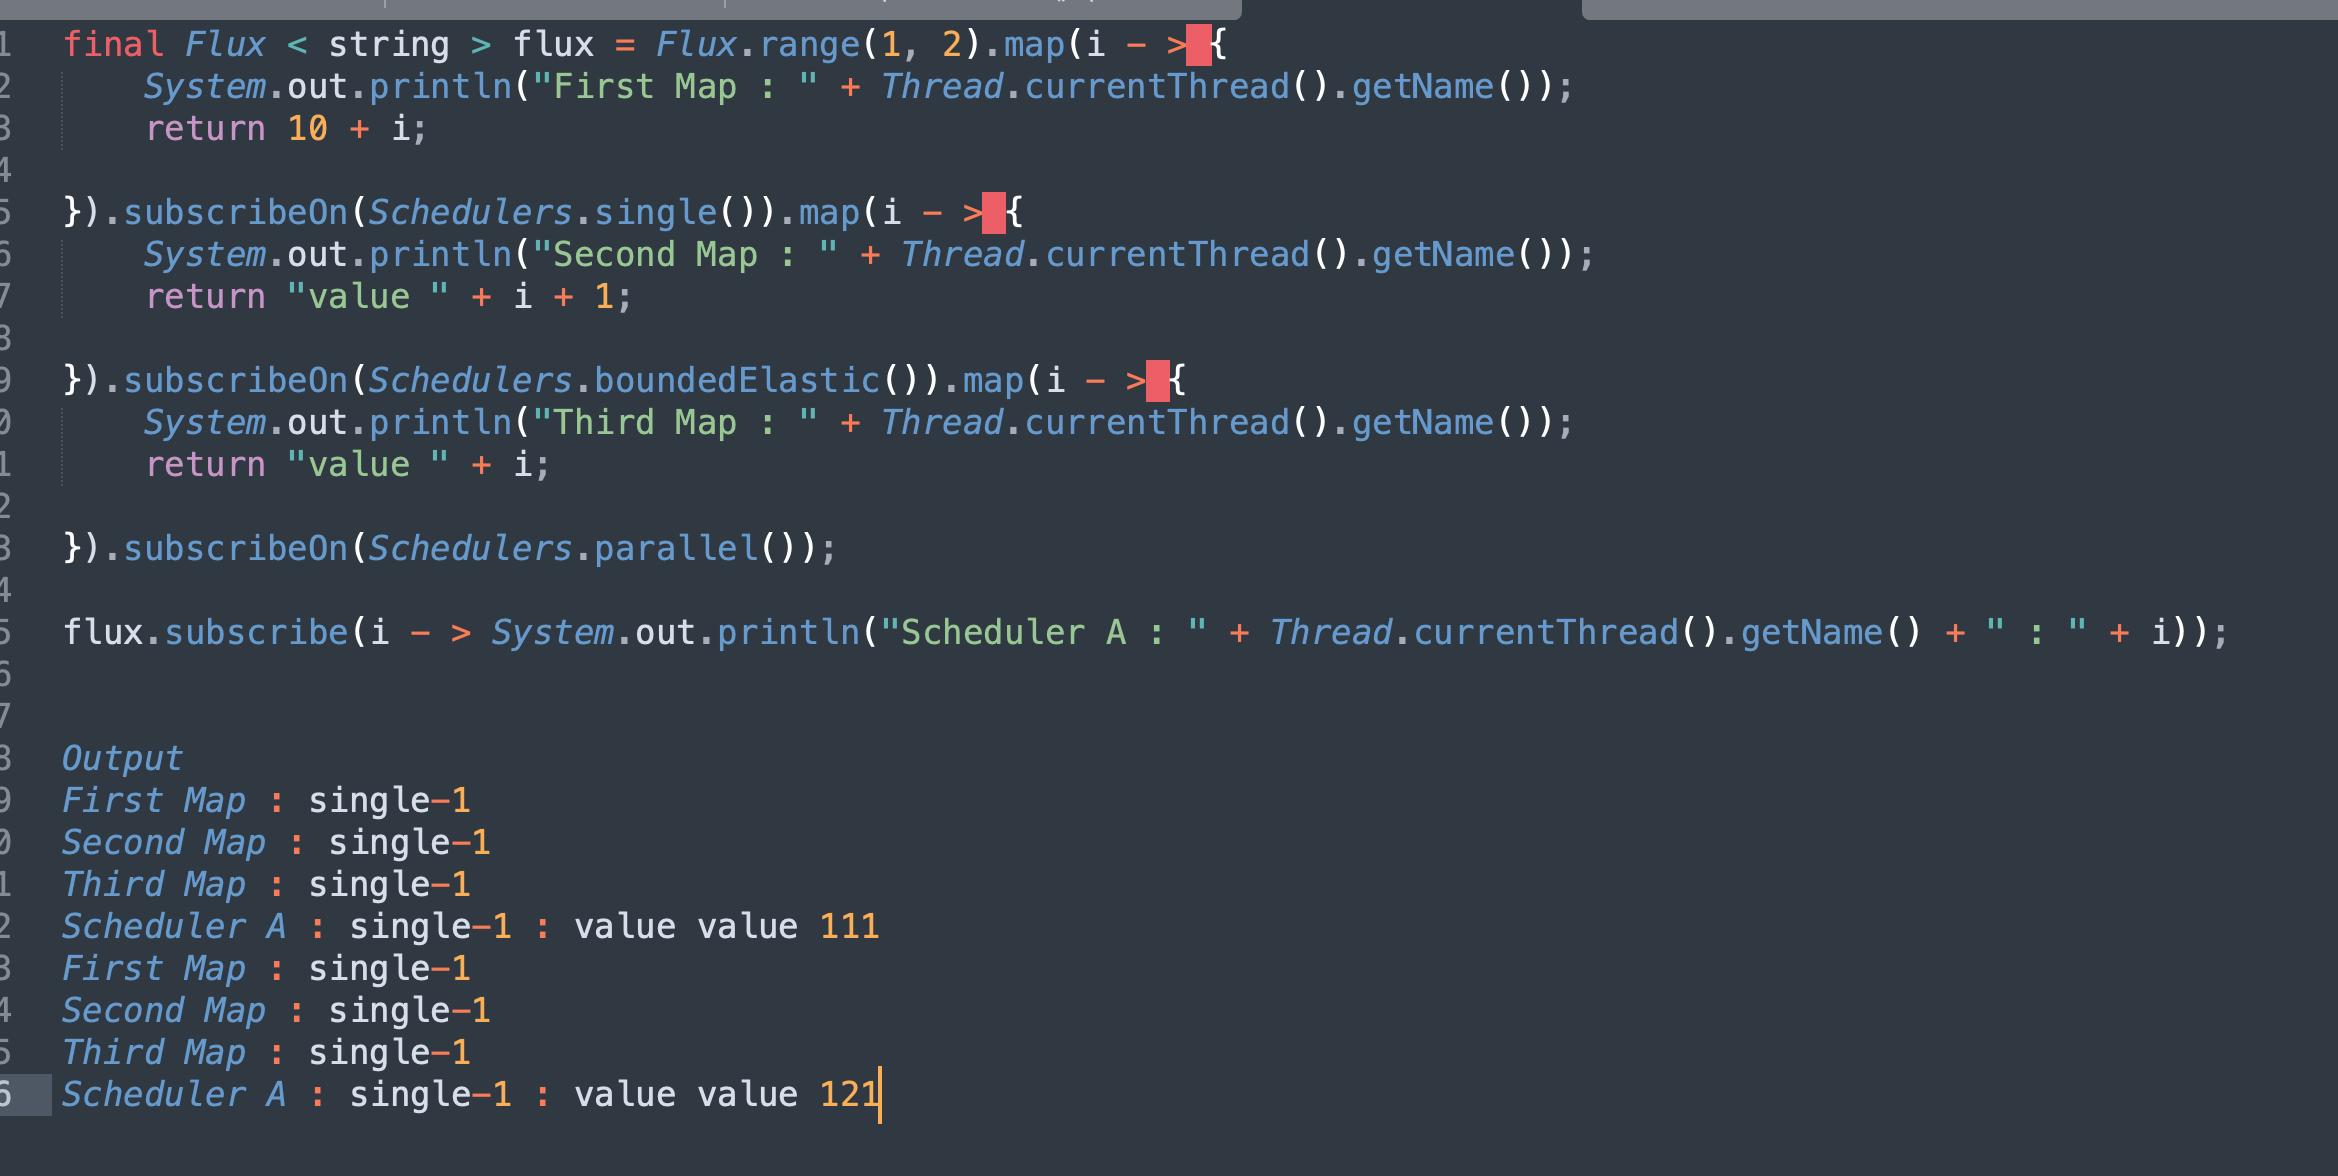 1 final Flux < string > flux = Flux.range(1, 2).map(i - > {
2 System.out.println("First Map : " + Thread.currentThread().getName());
3 return 10 + i;
4
5 }).subscribeOn(Schedulers.single()).map(i - > {
6 System.out.println("Second Map : " + Thread.currentThread().getName());
7 return "value " + i + 1;
8
9 }).subscribeOn(Schedulers.boundedElastic()).map(i - > {
0 System.out.println("Third Map : " + Thread.currentThread().getName());
1 return "value " + i;
2
3 }).subscribeOn(Schedulers.parallel());
4
5 flux.subscribe(i - > System.out.println("Scheduler A : " + Thread.currentThread().getName() + " : " + i));
6
7
8 Output
9 First Map : single-1
0 Second Map : single-1
1 Third Map : single-1
2 Scheduler A : single-1 : value value 111
3 First Map : single-1
4 Second Map : single-1
5 Third Map : single-1
6 Scheduler A : single-1 : value value 121